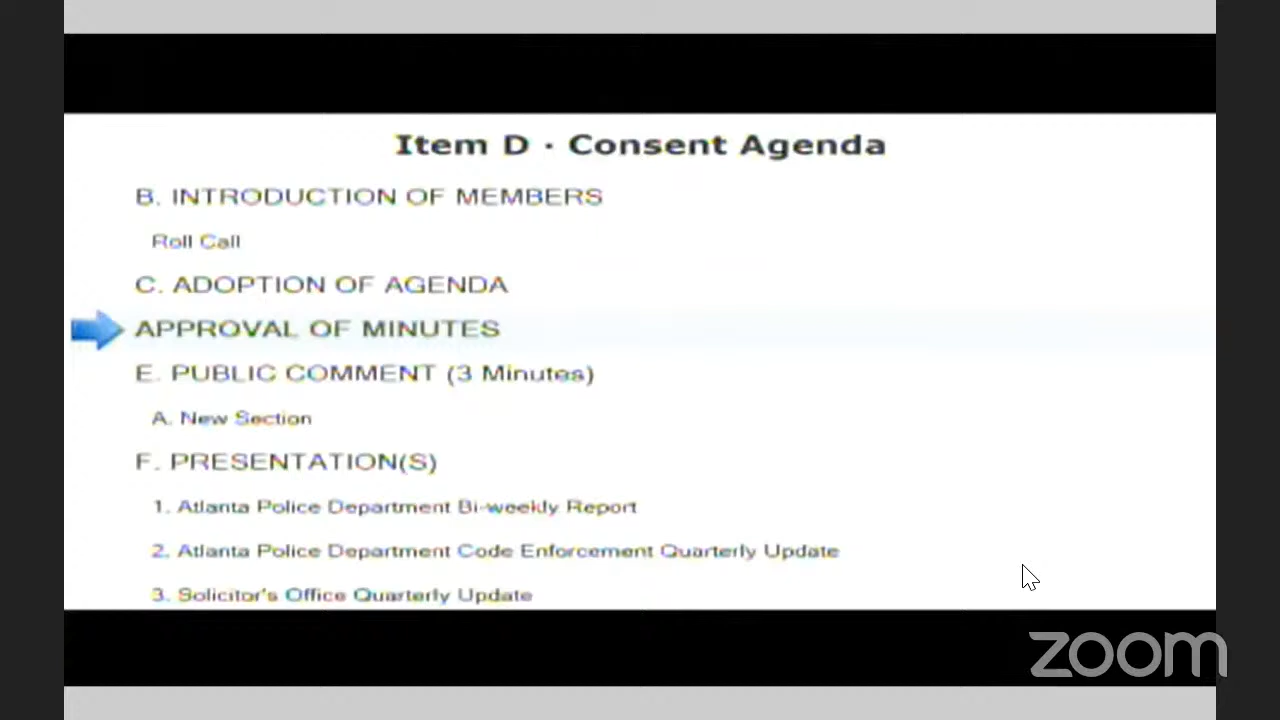 Item D · Consent Agenda
B. INTRODUCTION OF MEMBERS
Roll Call
C. ADOPTION OF AGENDA
APPROVAL OF MINUTES
E. PUBLIC COMMENT (3 Minutes)
A. New Section
F. PRESENTATION(S)
1. Atlanta Police Department Bi-weekly Report
2. Atlanta Police Department Code Enforcement Quarterly Update
3. Solicitor's Office Quarterly Update
zoom